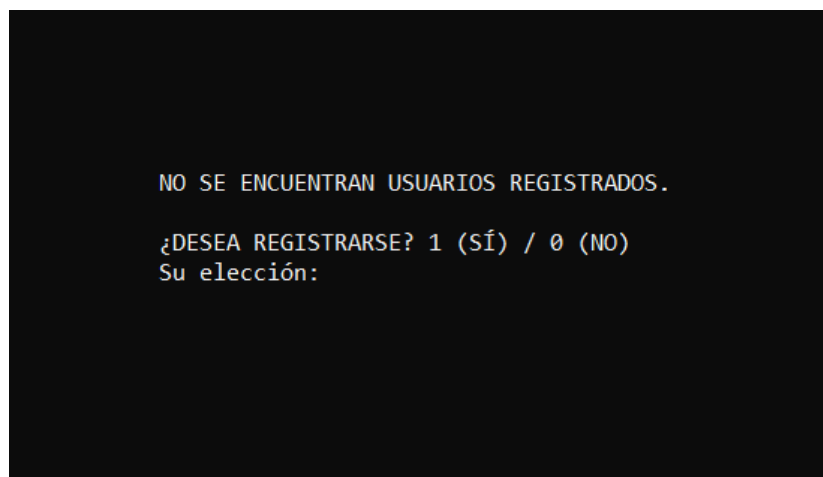 NO SE ENCUENTRAN USUARIOS REGISTRADOS.
¿DESEA REGISTRARSE? 1 (SÍ) / 0 (NO)
Su elección: